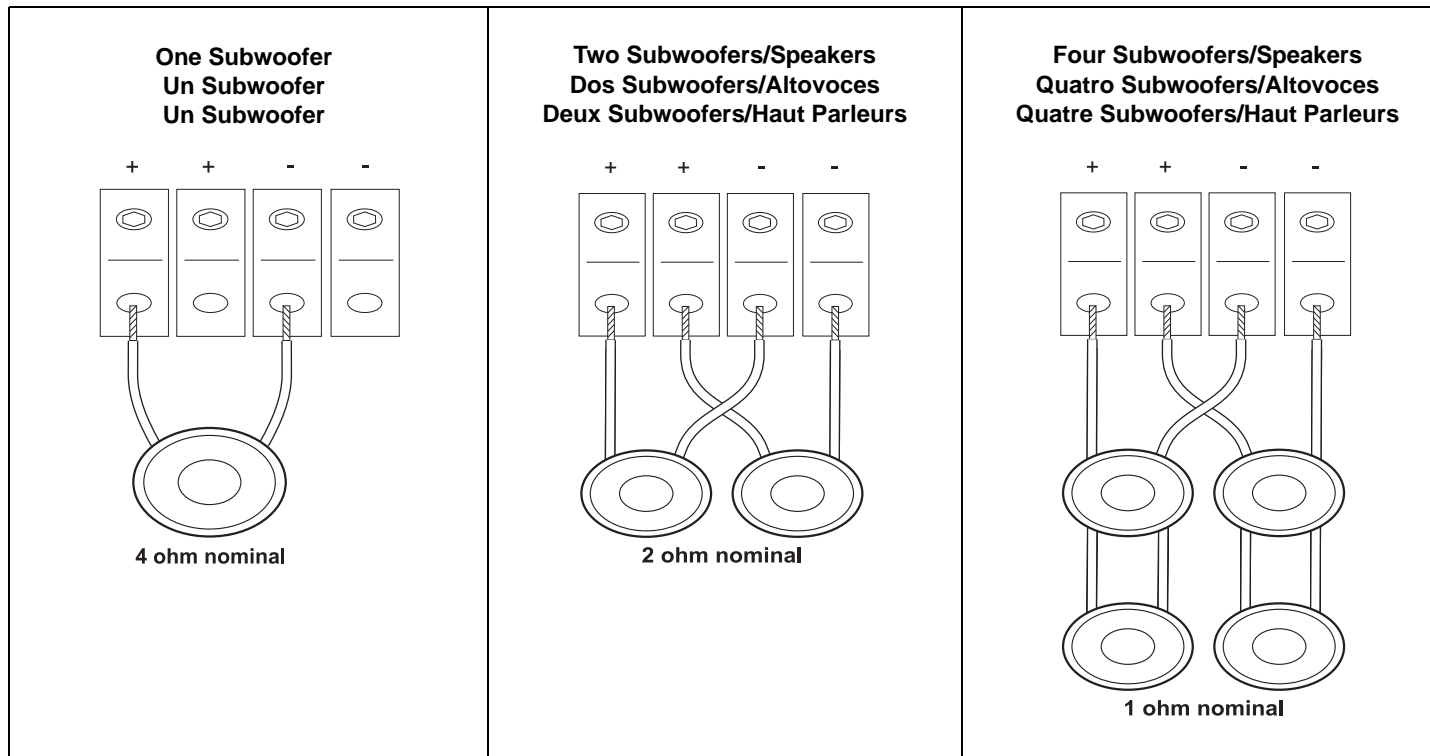 One Subwoofer
Un Subwoofer
Un Subwoofer
+ + - -
4 ohm nominal
Two Subwoofers/Speakers
Dos Subwoofers/Altovoces
Deux Subwoofers/Haut Parleurs
+ + - -
2 ohm nominal
Four Subwoofers/Speakers
Quatro Subwoofers/Altovoces
Quatre Subwoofers/Haut Parleurs
+ + - -
1 ohm nominal